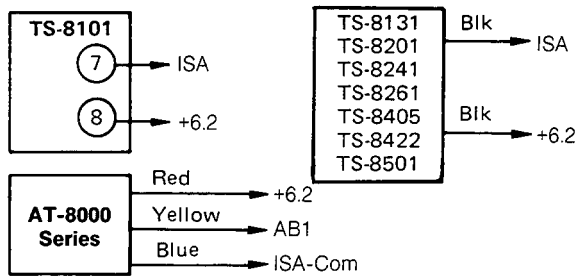 TS-8101
7 ISA
8 +6.2
TS-8131
TS-8201
TS-8241
TS-8261
TS-8405
TS-8422
TS-8501
Blk ISA
Blk +6.2
AT-8000
Series
Red +6.2
Yellow AB1
Blue ISA-Com